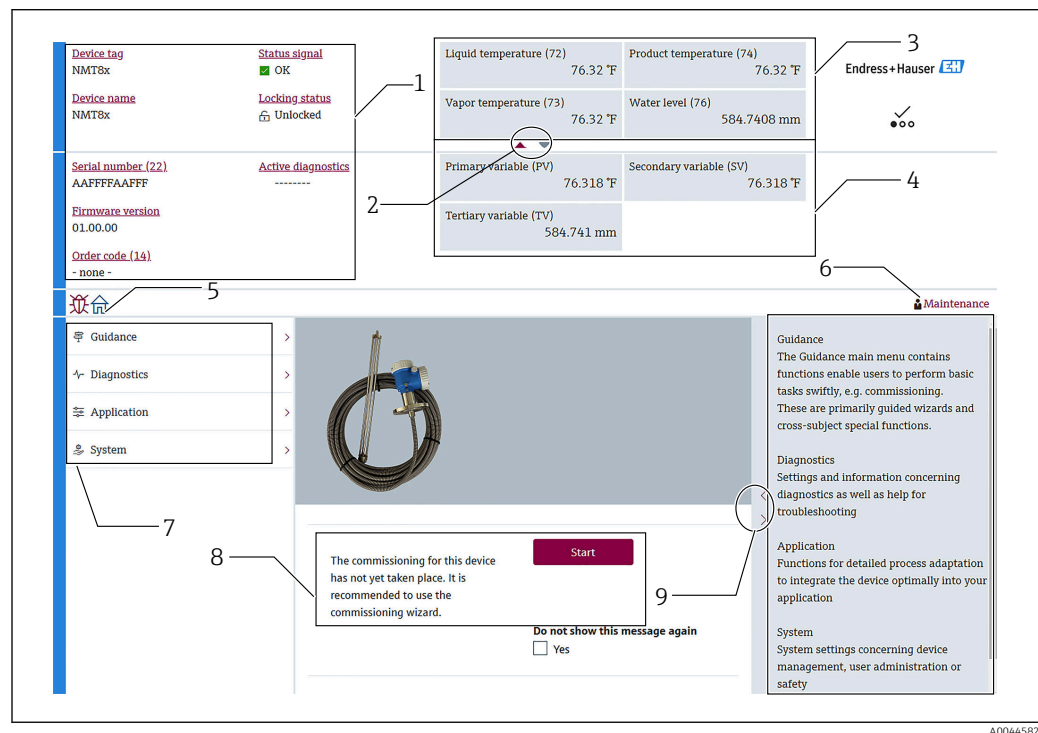 Device tag
NMT8x
Status signal
OK
Device name
NMT8x
Locking status
Unlocked
Serial number (22)
AAFFFFAAFFF
Active diagnostics
--------
Firmware version
01.00.00
Order code (14)
- none -
1
Liquid temperature (72)
76.32 °F
Product temperature (74)
76.32 °F
Vapor temperature (73)
76.32 °F
Water level (76)
584.7408 mm
Primary variable (PV)
76.318 °F
Secondary variable (SV)
76.318 °F
Tertiary variable (TV)
584.741 mm
2
3
4
Endress+Hauser EH
5
6
Maintenance
Guidance
Diagnostics
Application
System
7
8
The commissioning for this device
has not yet taken place. It is
recommended to use the
commissioning wizard.
Start
Do not show this message again
Yes
9
Guidance
The Guidance main menu contains
functions enable users to perform basic
tasks swiftly, e.g. commissioning.
These are primarily guided wizards and
cross-subject special functions.
Diagnostics
Settings and information concerning
diagnostics as well as help for
troubleshooting
Application
Functions for detailed process adaptation
to integrate the device optimally into your
application
System
System settings concerning device
management, user administration or
safety
A0044582